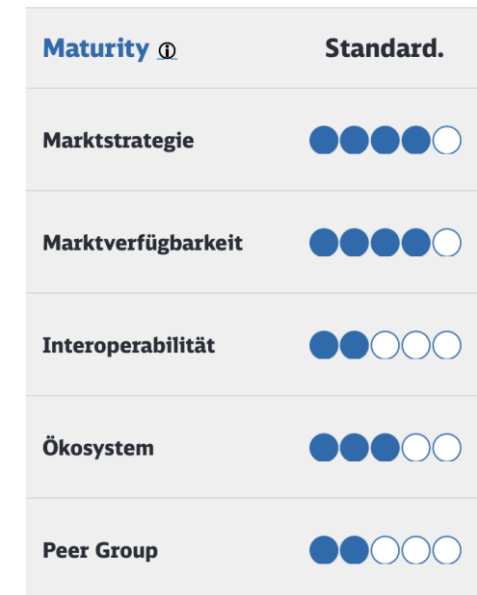 Maturity ⓘ Standard.
Marktstrategie
Marktverfügbarkeit
Interoperabilität
Ökosystem
Peer Group